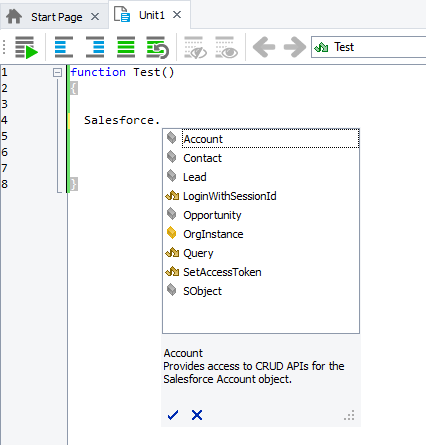 Start Page
Unit1
Test
1 function Test()
2 {
3
4 Salesforce.
5
6
7
8 }
Account
Contact
Lead
LoginWithSessionId
Opportunity
OrgInstance
Query
SetAccessToken
SObject
Account
Provides access to CRUD APIs for the
Salesforce Account object.